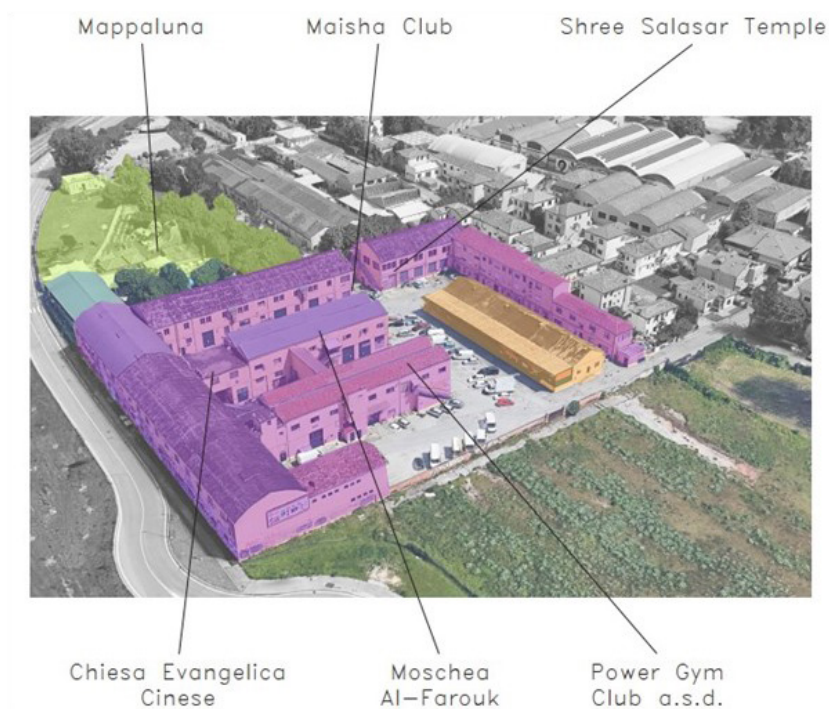 Mappaluna
Maisha Club
Shree Salasar Temple
Chiesa Evangelica
Cinese
Moschea
Al-Farouk
Power Gym
Club a.s.d.